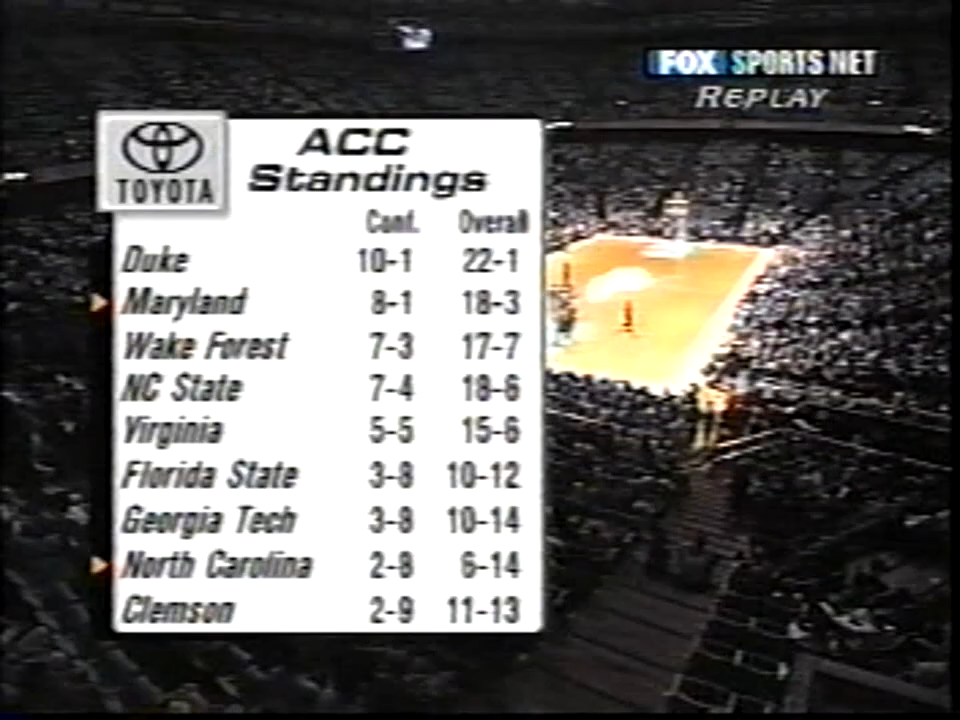 FOX SPORTS NET
REPLAY
TOYOTA
ACC
Standings
Conf. Overall
Duke 10-1 22-1
Maryland 8-1 18-3
Wake Forest 7-3 17-7
NC State 7-4 18-6
Virginia 5-5 15-6
Florida State 3-8 10-12
Georgia Tech 3-8 10-14
North Carolina 2-8 6-14
Clemson 2-9 11-13